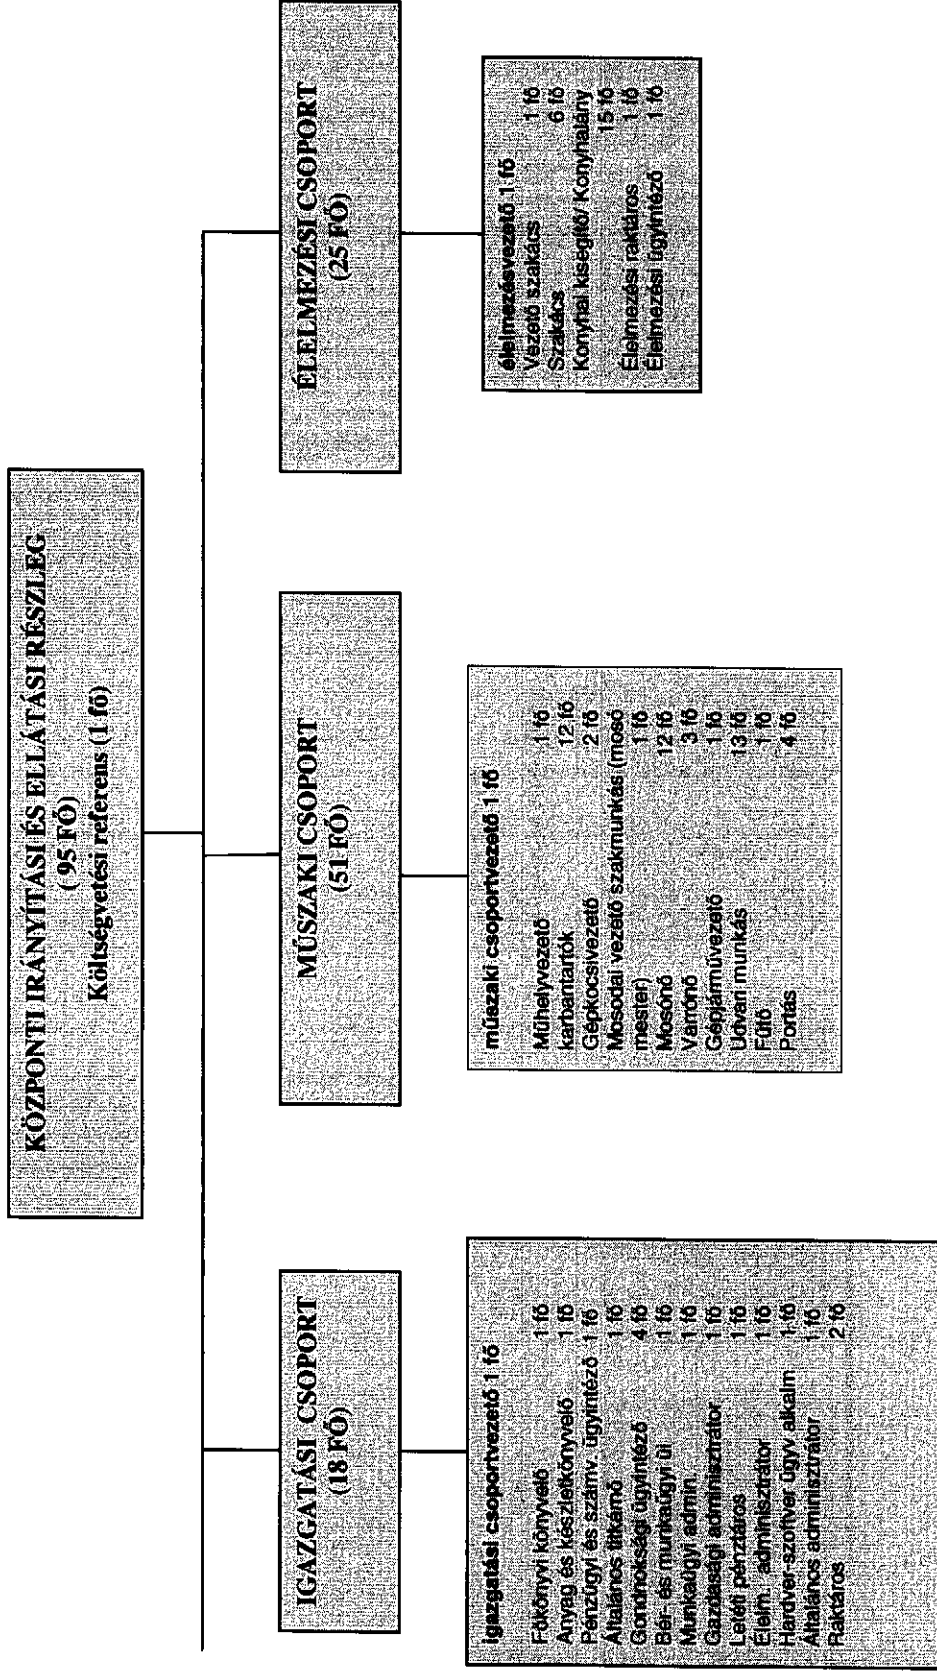 KÖZPONTI IRÁNYÍTÁSI ÉS ELLÁTÁSI RÉSZLEG
( 95 FŐ)
Költségvetési referens (1 fő)
IGAZGATÁSI CSOPORT
(18 FŐ)
MŰSZAKI CSOPORT
(51 FŐ)
ÉLELMEZÉSI CSOPORT
(25 FŐ)
igazgatási csoportvezető 1 fő
Főkönyvi könyvelő 1 fő
Anyag és készletkönyvelő 1 fő
Pénzügyi és számv. ügyintéző 1 fő
Általános titkárnő 1 fő
Gondnoksági ügyintéző 4 fő
Bér- és munkaügyi üi 1 fő
Munkaügyi admin. 1 fő
Gazdasági adminisztrátor 1 fő
Letéti pénztáros 1 fő
Élelm. adminisztrátor 1 fő
Hardver-szoftver ügyv alkalm 1 fő
Általános adminisztrátor 1 fő
Raktáros 2 fő
műszaki csoportvezető 1 fő
Műhelyvezető 1 fő
karbantartók 12 fő
Gépkocsivezető 2 fő
Mosodai vezető szakmunkás (mosó
mester) 1 fő
Mosónő 12 fő
Varrónő 3 fő
Gépjárművezető 1 fő
Udvari munkás 13 fő
Fűtő 1 fő
Portás 4 fő
élelmezésvezető 1 fő
Vezető szakács 1 fő
Szakács 6 fő
Konyhai kisegítő/ Konyhalány
15 fő
Élelmezési raktáros 1 fő
Élelmezési ügyintéző 1 fő